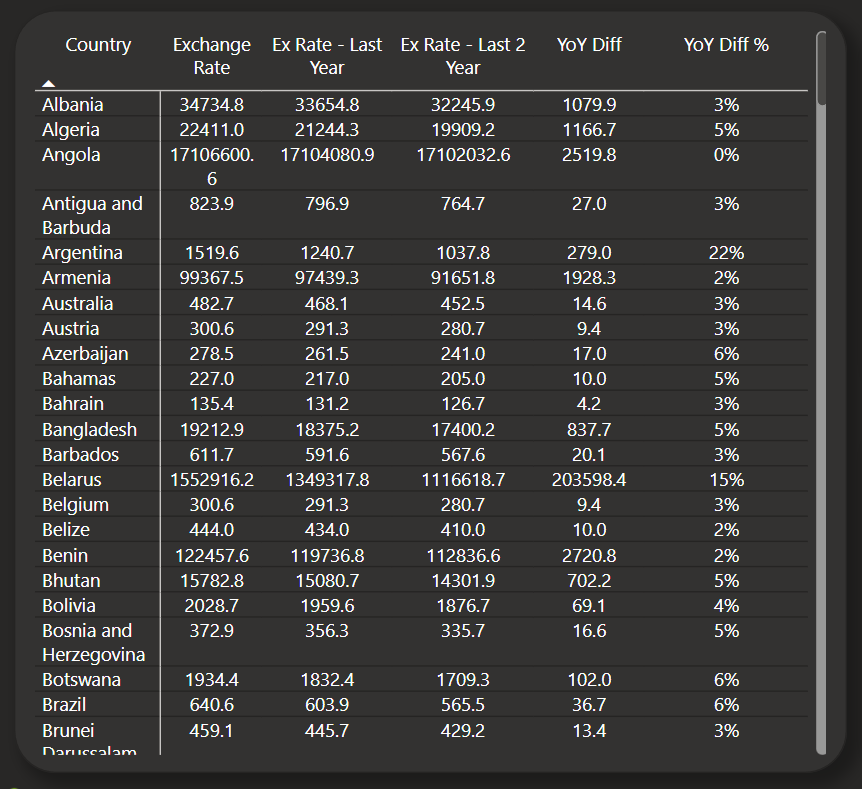 Country Exchange Rate Ex Rate - Last Year Ex Rate - Last 2 Year YoY Diff YoY Diff %
Albania 34734.8 33654.8 32245.9 1079.9 3%
Algeria 22411.0 21244.3 19909.2 1166.7 5%
Angola 17106600.6 17104080.9 17102032.6 2519.8 0%
Antigua and Barbuda 823.9 796.9 764.7 27.0 3%
Argentina 1519.6 1240.7 1037.8 279.0 22%
Armenia 99367.5 97439.3 91651.8 1928.3 2%
Australia 482.7 468.1 452.5 14.6 3%
Austria 300.6 291.3 280.7 9.4 3%
Azerbaijan 278.5 261.5 241.0 17.0 6%
Bahamas 227.0 217.0 205.0 10.0 5%
Bahrain 135.4 131.2 126.7 4.2 3%
Bangladesh 19212.9 18375.2 17400.2 837.7 5%
Barbados 611.7 591.6 567.6 20.1 3%
Belarus 1552916.2 1349317.8 1116618.7 203598.4 15%
Belgium 300.6 291.3 280.7 9.4 3%
Belize 444.0 434.0 410.0 10.0 2%
Benin 122457.6 119736.8 112836.6 2720.8 2%
Bhutan 15782.8 15080.7 14301.9 702.2 5%
Bolivia 2028.7 1959.6 1876.7 69.1 4%
Bosnia and Herzegovina 372.9 356.3 335.7 16.6 5%
Botswana 1934.4 1832.4 1709.3 102.0 6%
Brazil 640.6 603.9 565.5 36.7 6%
Brunei Darussalam 459.1 445.7 429.2 13.4 3%